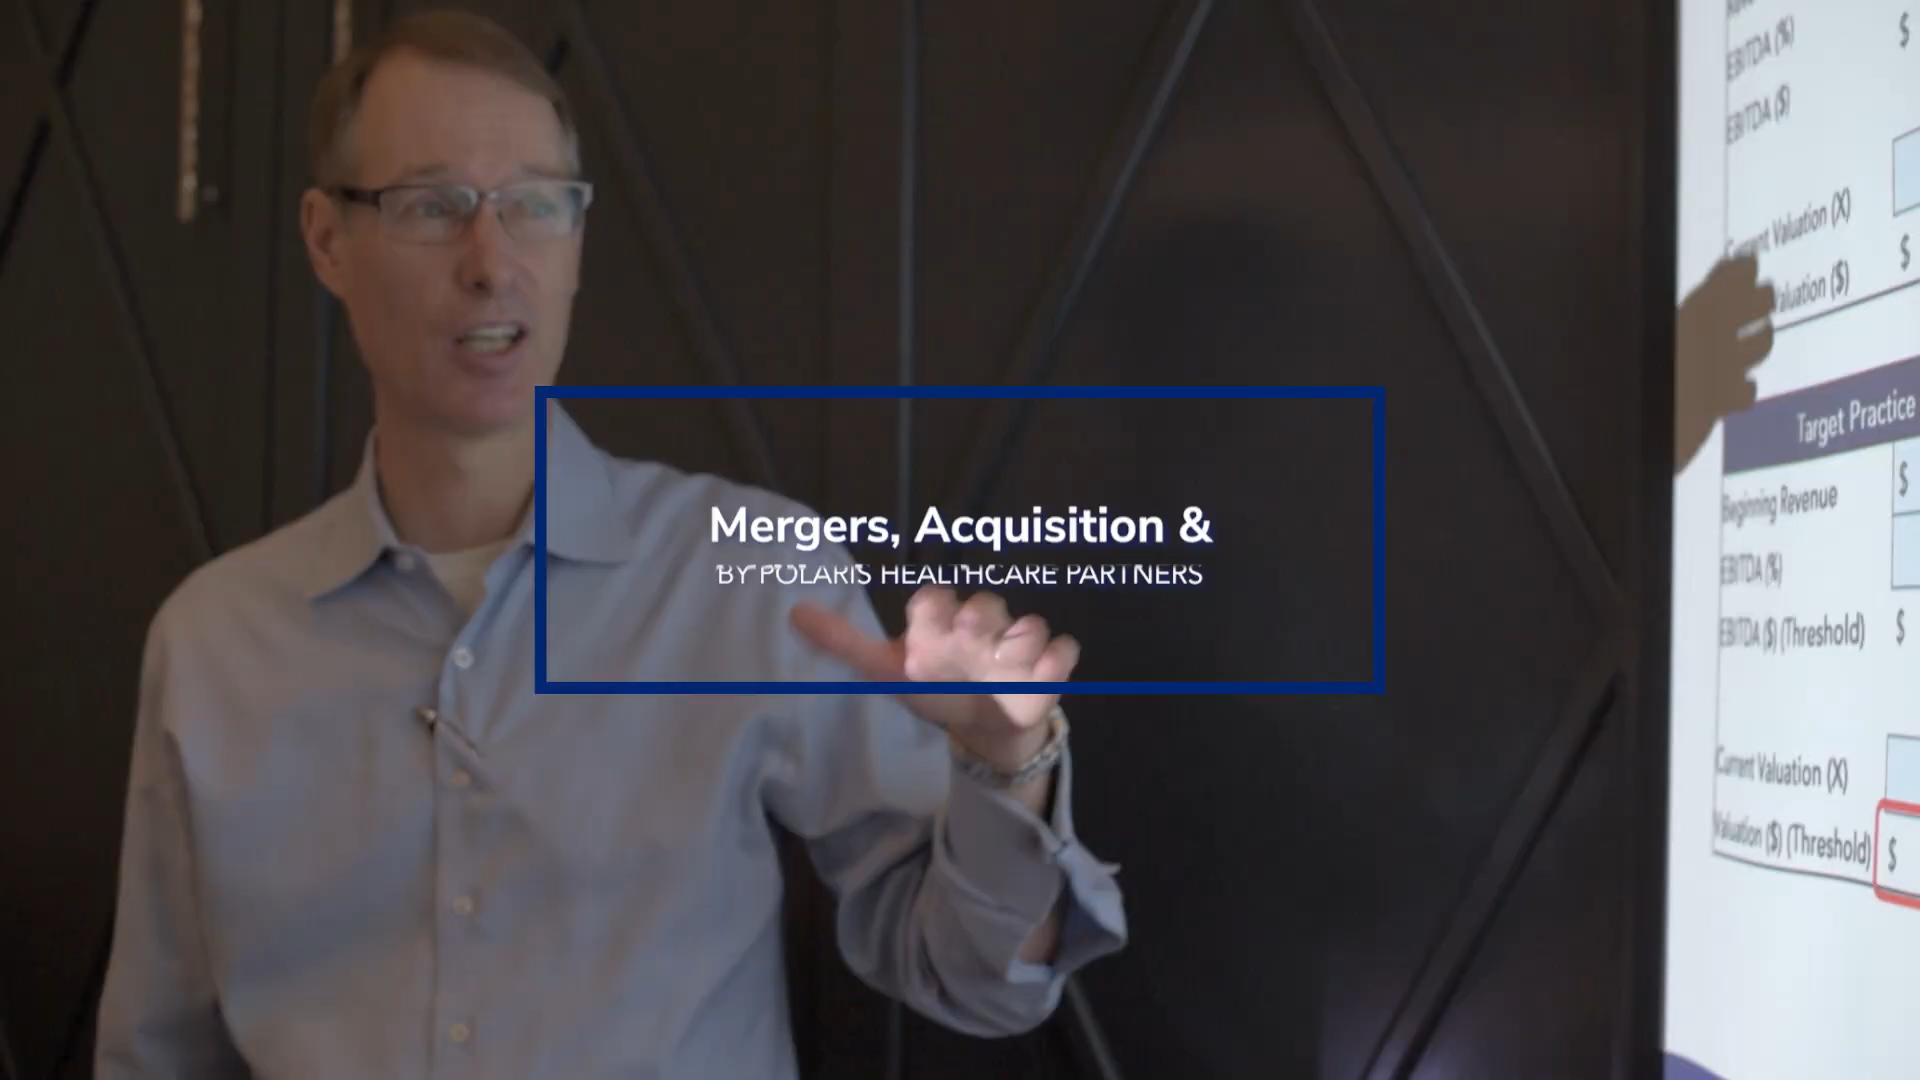 EBITDA (%)
$
EBITDA ($)
Current Valuation (X)
Valuation ($)
$
Target Practice
Beginning Revenue
$
EBITDA (%)
EBITDA ($) (Threshold)
$
Current Valuation (X)
Valuation ($) (Threshold)
$
Mergers, Acquisition &
BY POLARIS HEALTHCARE PARTNERS